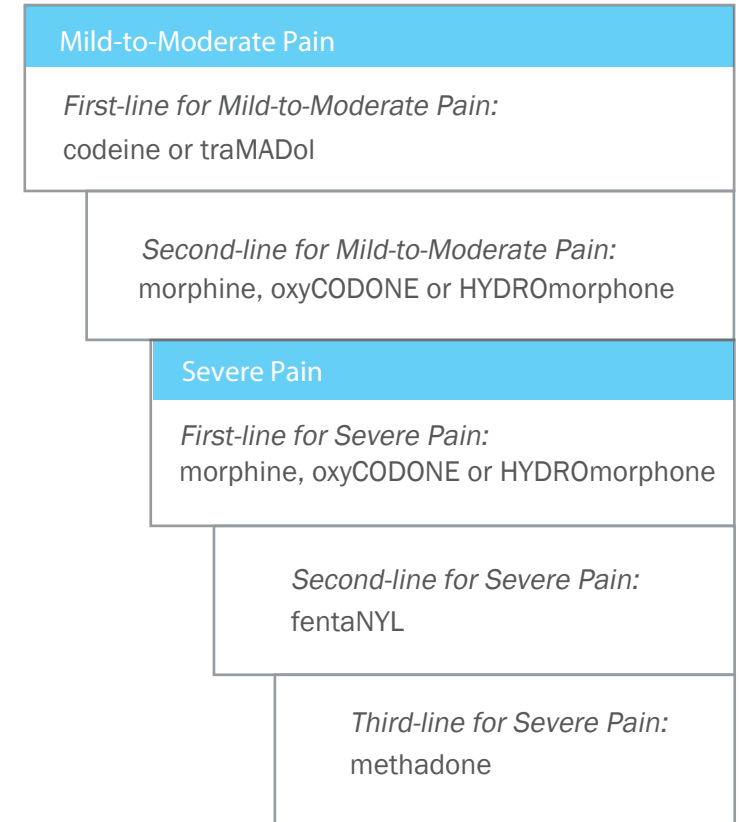 Mild-to-Moderate Pain
First-line for Mild-to-Moderate Pain:
codeine or traMADol
Second-line for Mild-to-Moderate Pain:
morphine, oxyCODONE or HYDROmorphone
Severe Pain
First-line for Severe Pain:
morphine, oxyCODONE or HYDROmorphone
Second-line for Severe Pain:
fentaNYL
Third-line for Severe Pain:
methadone